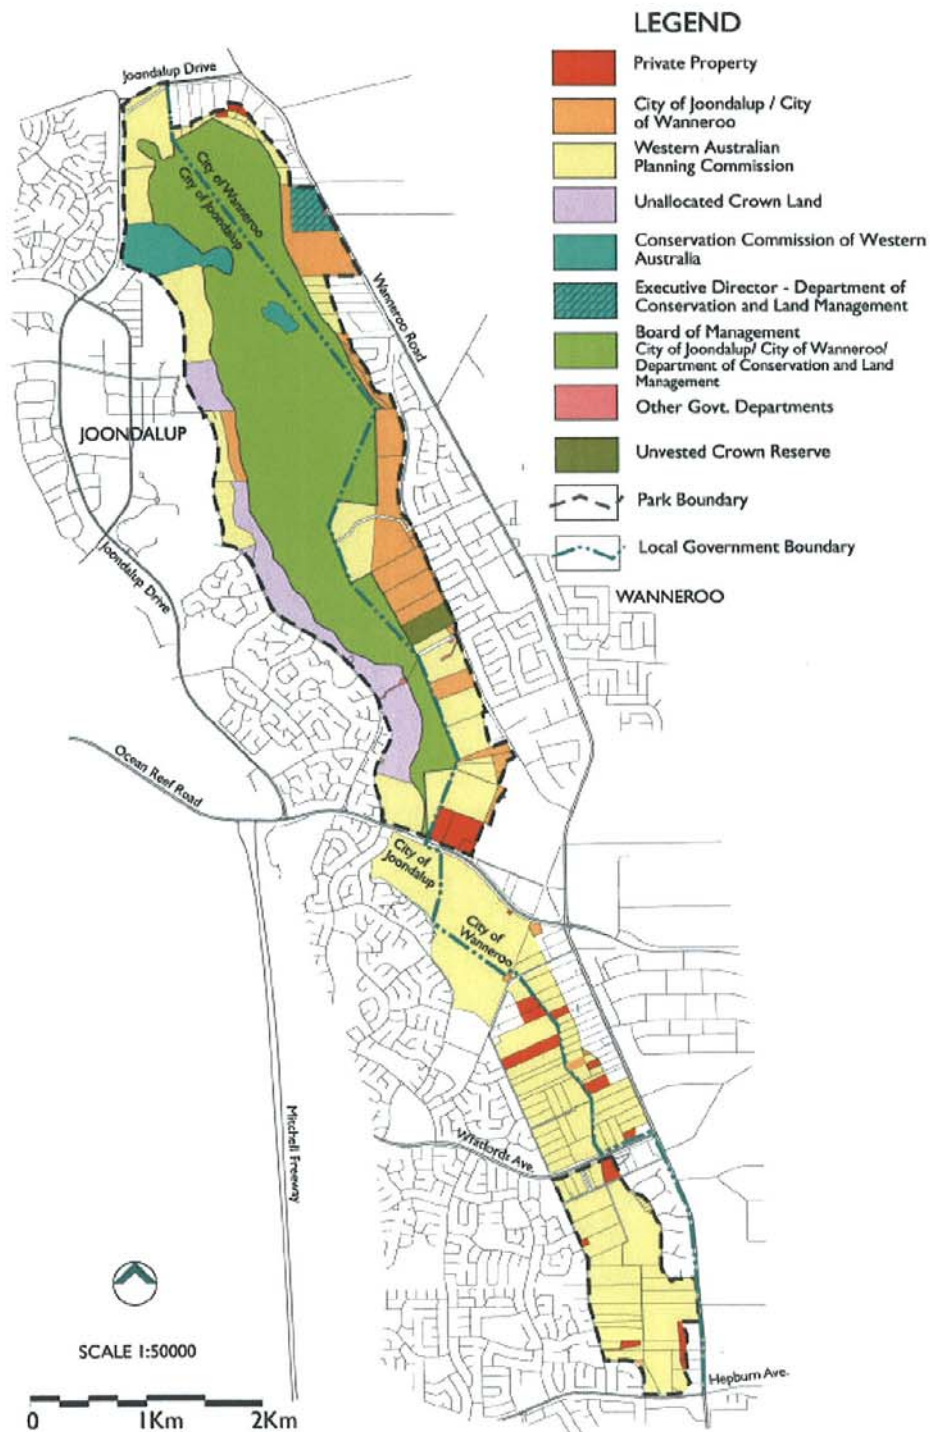 LEGEND
Private Property
City of Joondalup / City
of Wanneroo
Western Australian
Planning Commission
Unallocated Crown Land
Conservation Commission of Western
Australia
Executive Director - Department of
Conservation and Land Management
Board of Management
City of Joondalup/ City of Wanneroo/
Department of Conservation and Land
Management
Other Govt. Departments
Unvested Crown Reserve
Park Boundary
Local Government Boundary
Joondalup Drive
City of Wanneroo
City of Joondalup
Wanneroo Road
JOONDALUP
Joondalup Drive
WANNEROO
Ocean Reef Road
City of
Joondalup
City of
Wanneroo
Mitchell Freeway
Whitfords Ave.
Hepburn Ave.
SCALE 1:50000
0 1Km 2Km